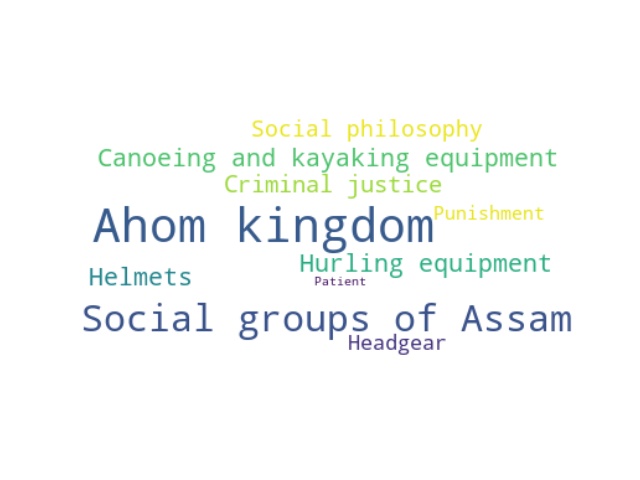 Social philosophy
Canoeing and kayaking equipment
Criminal justice
Ahom kingdom
Punishment
Hurling equipment
Helmets
Patient
Social groups of Assam
Headgear